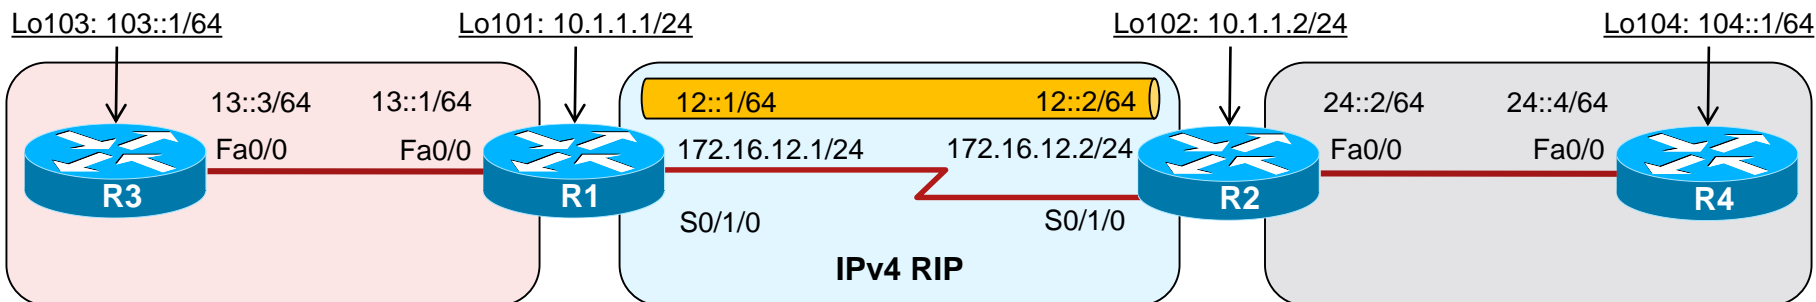 Lo103: 103::1/64 Lo101: 10.1.1.1/24 Lo102: 10.1.1.2/24 Lo104: 104::1/64
13::3/64 13::1/64 12::1/64 12::2/64 24::2/64 24::4/64
Fa0/0 Fa0/0 172.16.12.1/24 172.16.12.2/24 Fa0/0 Fa0/0
R3 R1 R2 R4
S0/1/0 S0/1/0
IPv4 RIP